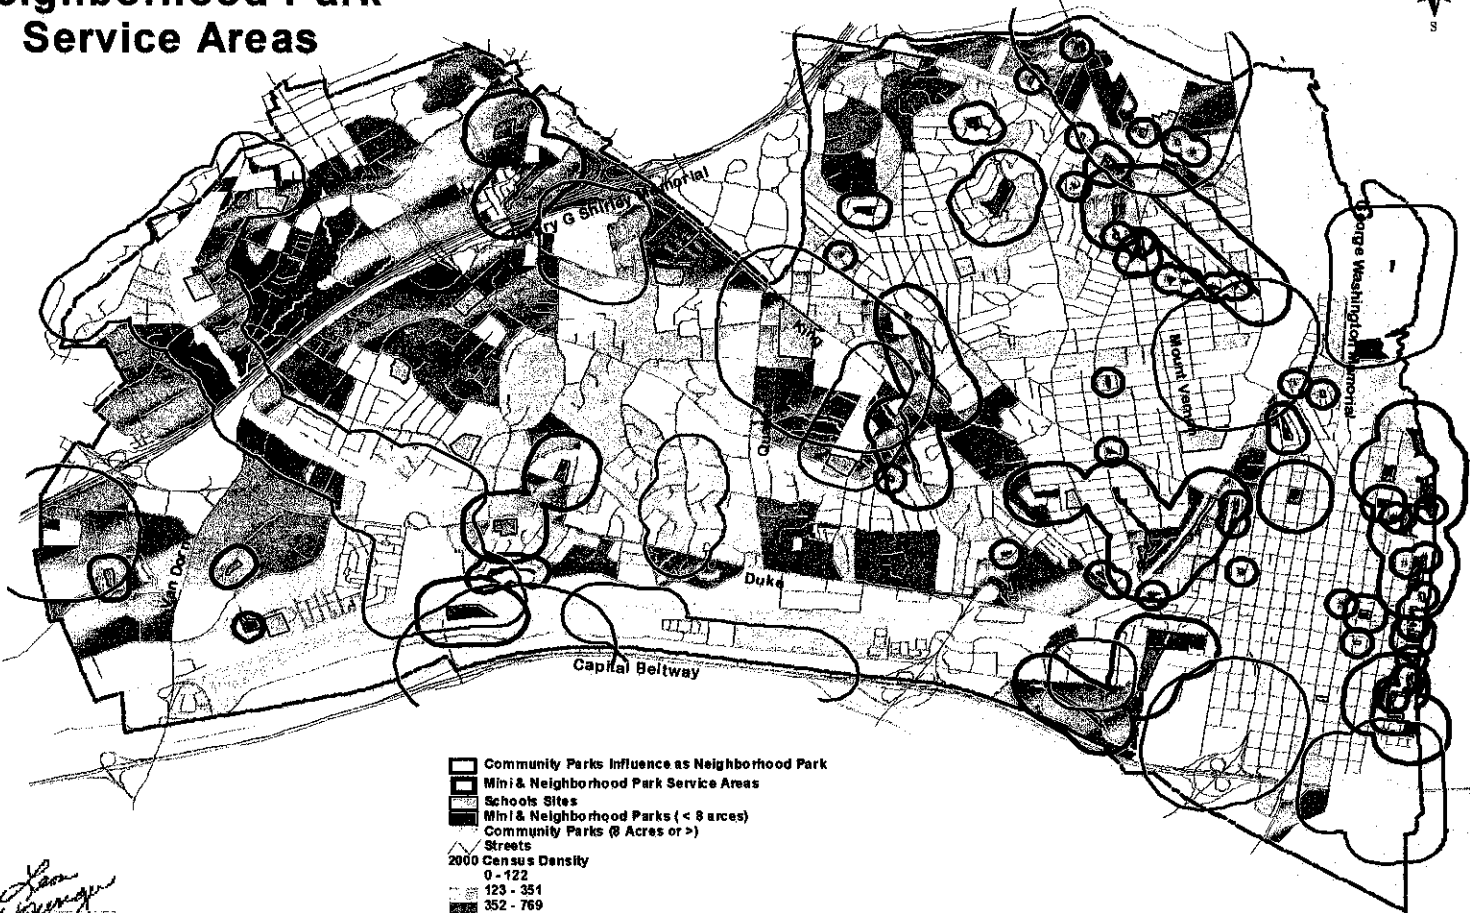 Service Areas
S
ry G Shirley Memorial
George Washington Memorial
King
Mount Vernon
Van Dorn
Duke
Capital Beltway
Community Parks Influence as Neighborhood Park
Mini & Neighborhood Park Service Areas
Schools Sites
Mini & Neighborhood Parks ( < 8 arces)
Community Parks (8 Acres or >)
Streets
2000 Census Density
0 - 122
123 - 351
352 - 769